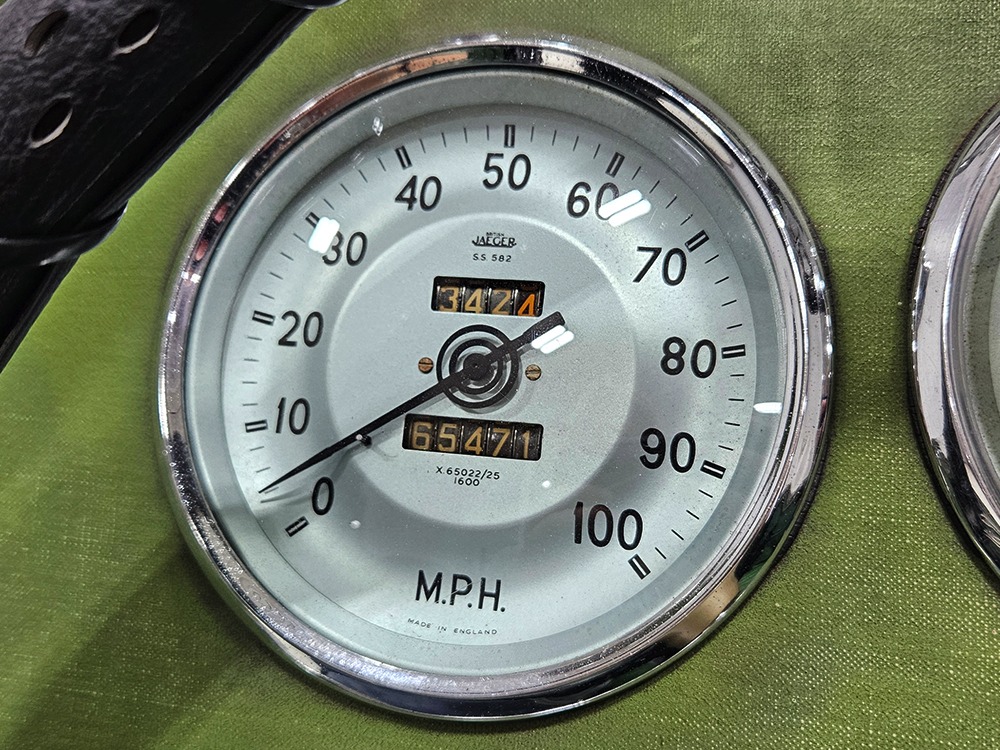 50
40
60
30
BRITISH
JAEGER
S.S. 582
70
3424
20
80
10
65471
90
X.65022/25
1600
0
100
M.P.H.
MADE IN ENGLAND